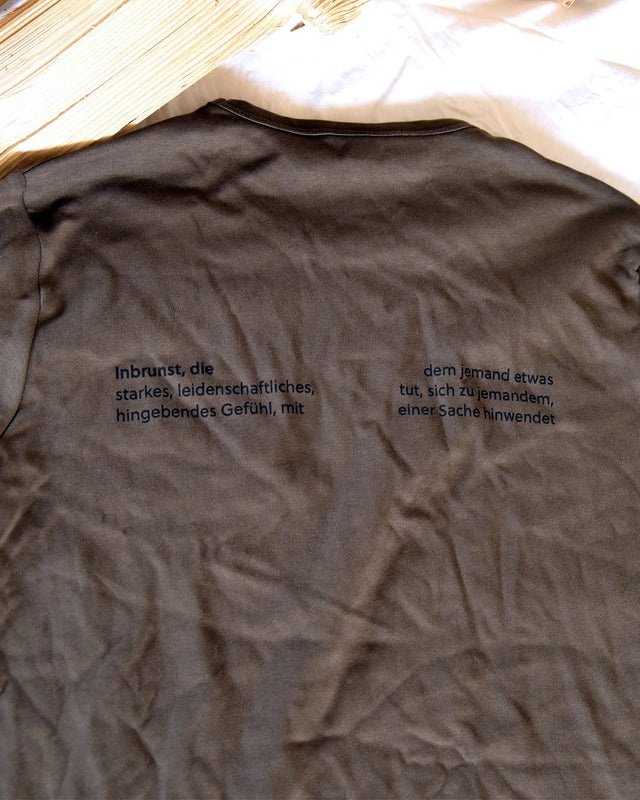 Inbrunst, die
starkes, leidenschaftliches,
hingebendes Gefühl, mit
dem jemand etwas
tut, sich zu jemandem,
einer Sache hinwendet